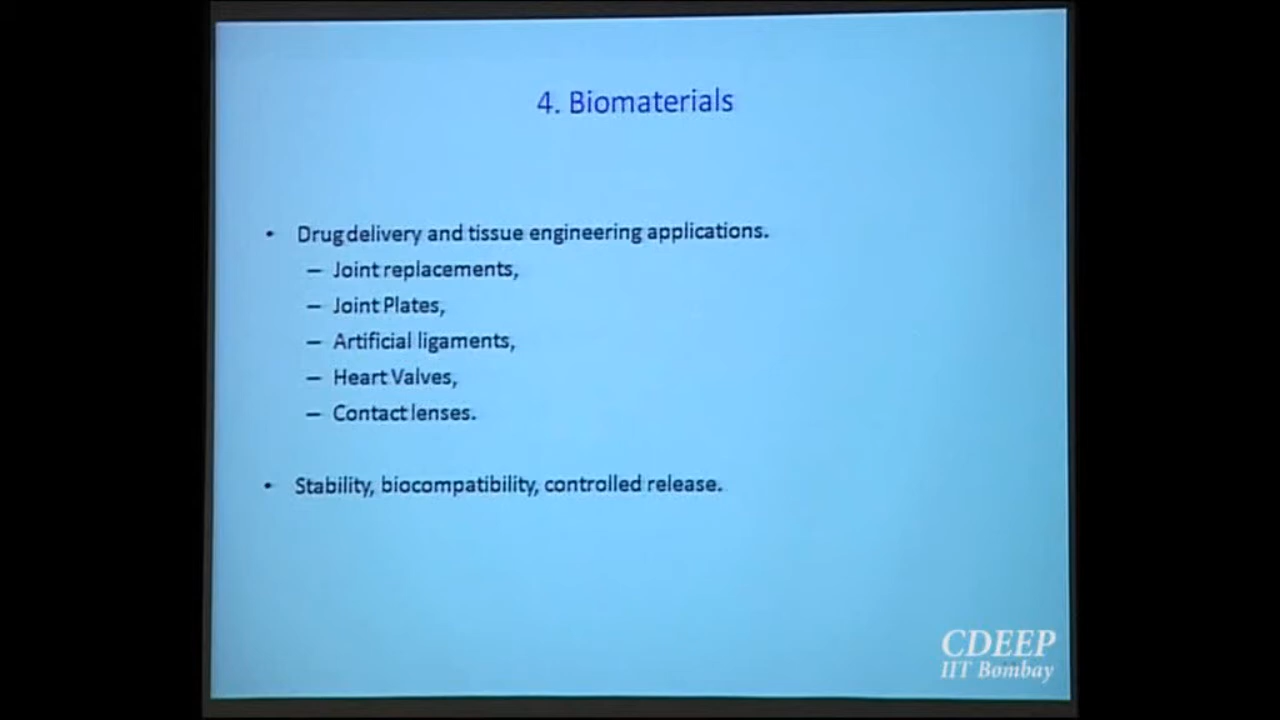 4. Biomaterials
• Drug delivery and tissue engineering applications.
– Joint replacements,
– Joint Plates,
– Artificial ligaments,
– Heart Valves,
– Contact lenses.
• Stability, biocompatibility, controlled release.
CDEEP
IIT Bombay